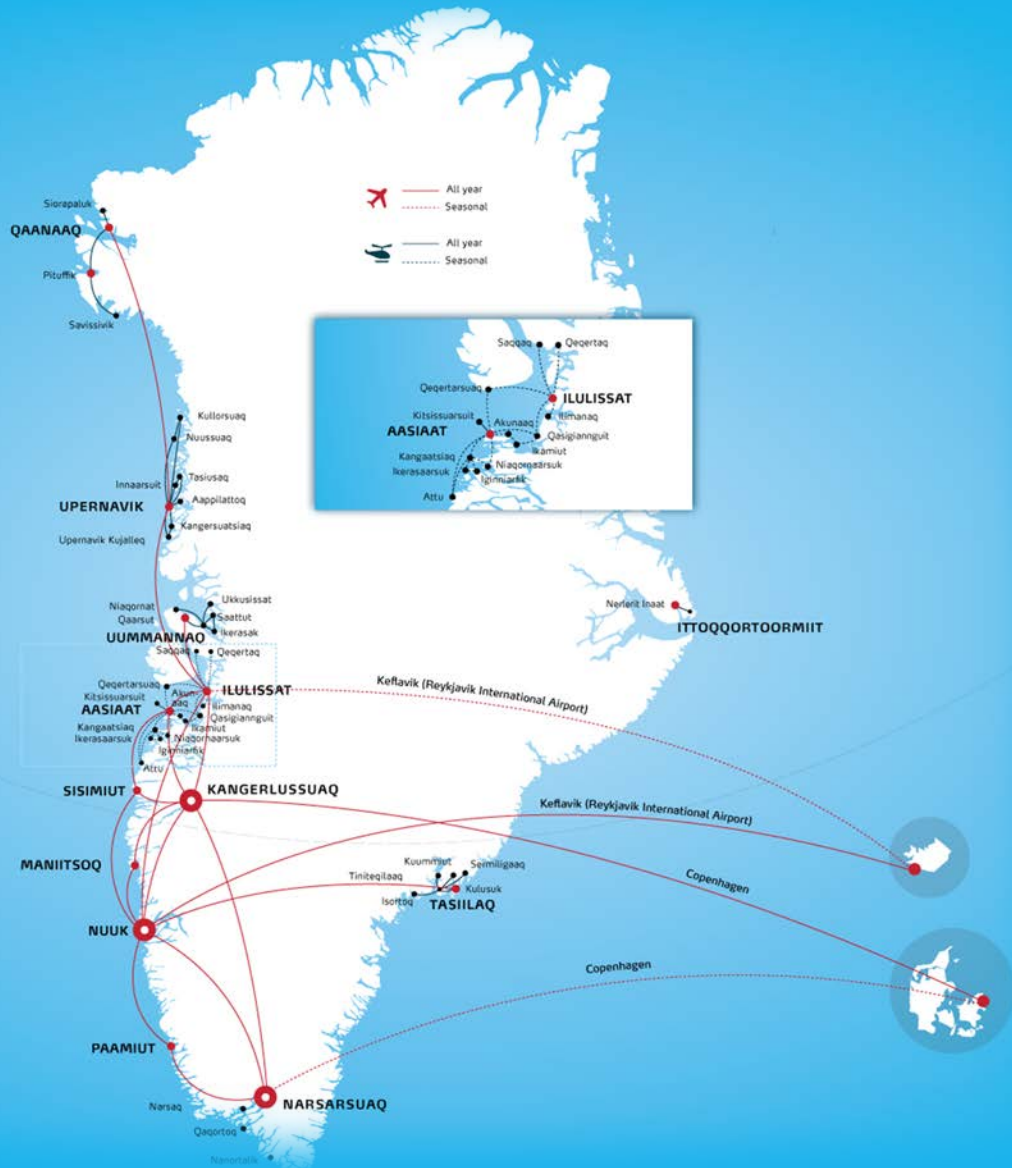 All year
Seasonal
All year
Seasonal
Siorapaluk
QAANAAQ
Pituffik
Savissivik
Saqqaq
Qeqertaq
Qeqertarsuaq
ILULISSAT
Kitsissuarsuit
Ilimanaq
AASIAAT
Akunaaq
Qasigiannguit
Ikamiut
Kangaatsiaq
Niaqornaarsuk
Ikerasaarsuk
Iginniarfik
Attu
Kullorsuaq
Nuussuaq
Tasiusaq
Innaarsuit
Aappilattoq
UPERNAVIK
Kangersuatsiaq
Upernavik Kujalleq
Ukkusissat
Niaqornat
Qaarsut
Saattut
UUMMANNAQ
Ikerasak
Saqqaq
Qeqertaq
Nerlerit Inaat
ITTOQQORTOORMIIT
Keflavik (Reykjavik International Airport)
Qeqertarsuaq
Akun
aaq
ILULISSAT
Kitsissuarsuit
Ilimanaq
AASIAAT
Qasigiannguit
Ikamiut
Kangaatsiaq
Niaqornaarsuk
Ikerasaarsuk
Iginniarfik
Attu
SISIMIUT
KANGERLUSSUAQ
Keflavik (Reykjavik International Airport)
MANIITSOQ
Kuummiut
Seimiligaaq
Tiniteqilaaq
Kulusuk
Isortoq
TASIILAQ
Copenhagen
NUUK
Copenhagen
PAAMIUT
NARSARSUAQ
Narsaq
Qaqortoq
Nanortalik